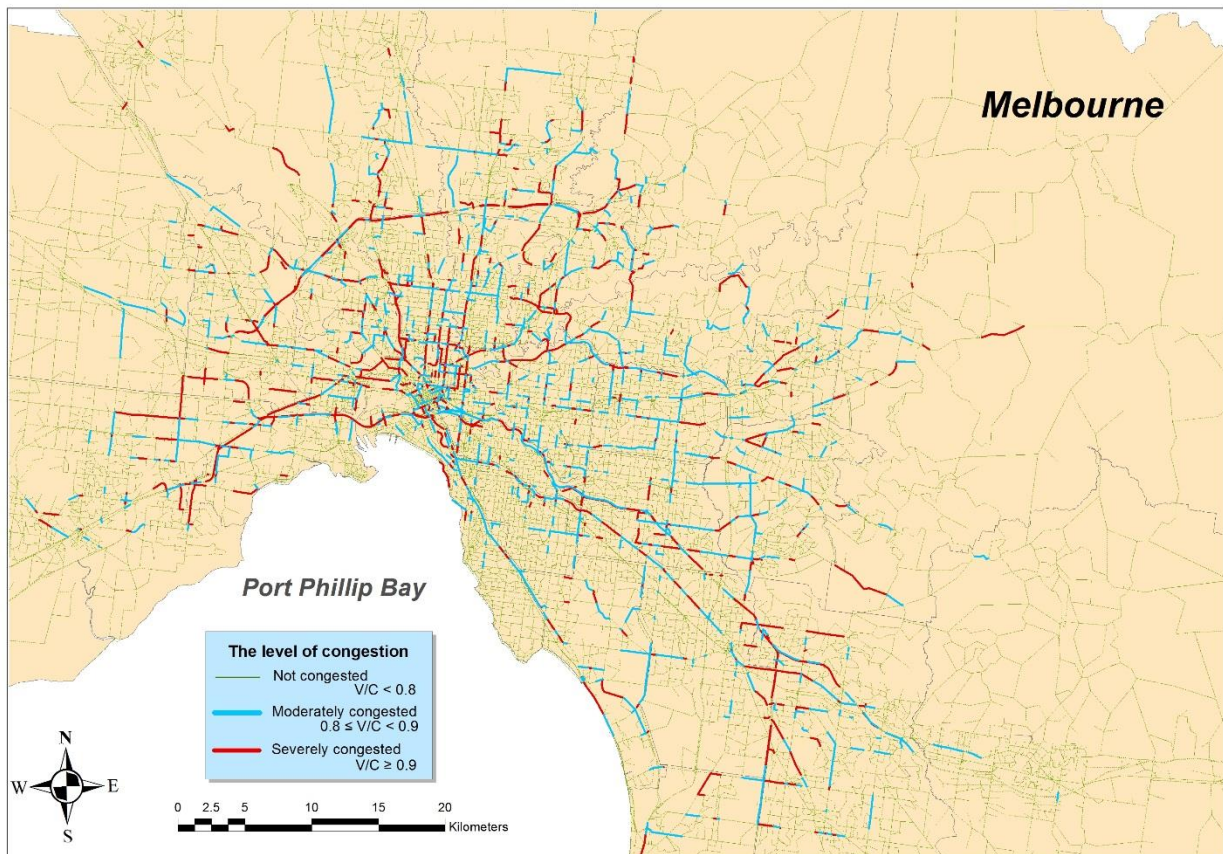 Melbourne
Port Phillip Bay
The level of congestion
Not congested
V/C < 0.8
Moderately congested
0.8 ≤ V/C < 0.9
Severely congested
V/C ≥ 0.9
N
W E
S
0 2.5 5 10 15 20
Kilometers